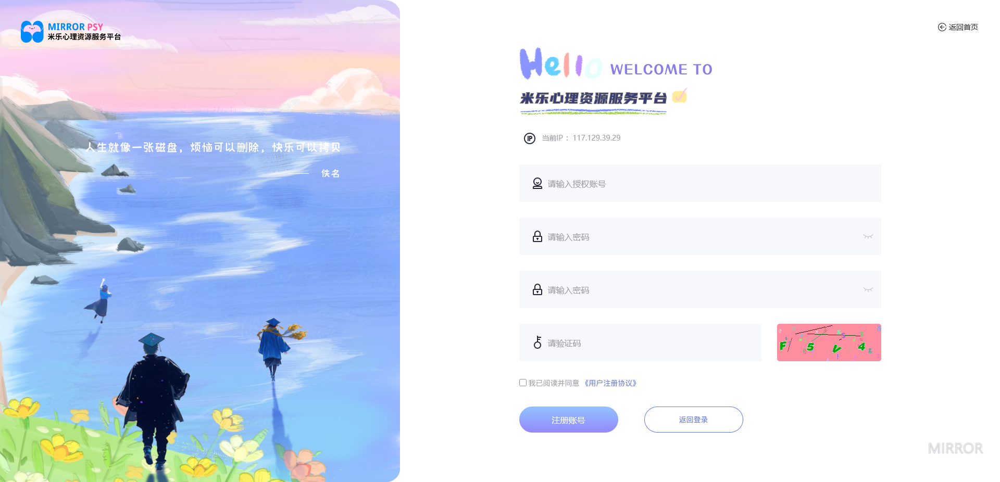 MIRROR PSY
米乐心理资源服务平台
人生就像一张磁盘，烦恼可以删除，快乐可以拷贝
—— 佚名
返回首页
Hello WELCOME TO
米乐心理资源服务平台
IP 当前IP： 117.129.39.29
请输入授权账号
请输入密码
请输入密码
请验证码
F 5 V 4
我已阅读并同意 《用户注册协议》
注册账号
返回登录
MIRROR